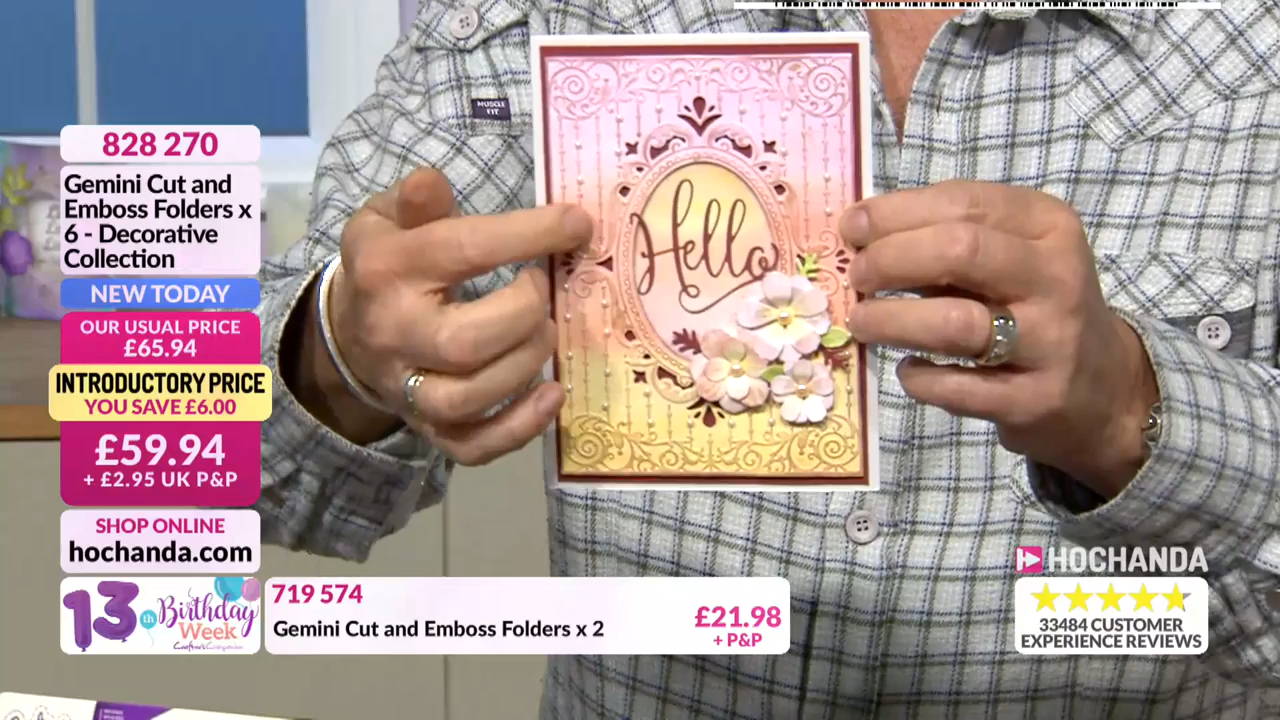 828 270
Gemini Cut and
Emboss Folders x
6 - Decorative
Collection
NEW TODAY
OUR USUAL PRICE
£65.94
INTRODUCTORY PRICE
YOU SAVE £6.00
£59.94
+ £2.95 UK P&P
SHOP ONLINE
hochanda.com
13th Birthday
Week
Crafter's Companion
719 574
Gemini Cut and Emboss Folders x 2
£21.98
+ P&P
MUSCLE
FIT
Hello
HOCHANDA
33484 CUSTOMER
EXPERIENCE REVIEWS